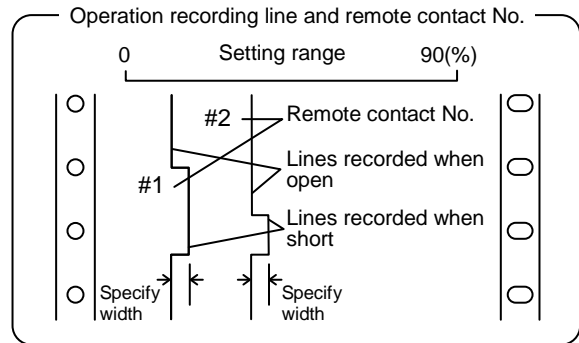 Operation recording line and remote contact No.
0 Setting range 90(%)
#2 Remote contact No.
Lines recorded when
open
#1
Lines recorded when
short
Specify
width
Specify
width